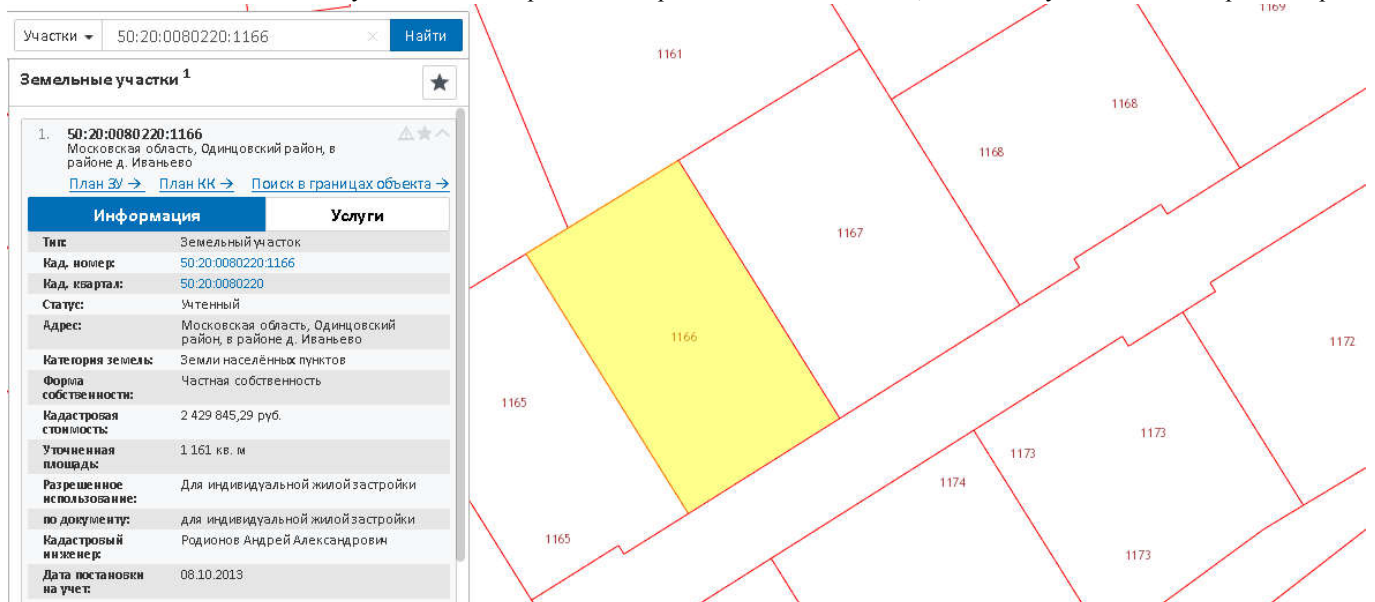 Участки 50:20:0080220:1166 × Найти
Земельные участки 1
1. 50:20:0080220:1166
Московская область, Одинцовский район, в
районе д. Иваньево
План ЗУ → План КК → Поиск в границах объекта →
Информация Услуги
Тип: Земельный участок
Кад. номер: 50:20:0080220:1166
Кад. квартал: 50:20:0080220
Статус: Учтенный
Адрес: Московская область, Одинцовский
район, в районе д. Иваньево
Категория земель: Земли населённых пунктов
Форма
собственности: Частная собственность
Кадастровая
стоимость: 2 429 845,29 руб.
Уточненная
площадь: 1 161 кв. м
Разрешенное
использование: Для индивидуальной жилой застройки
по документу: для индивидуальной жилой застройки
Кадастровый
инженер: Родионов Андрей Александрович
Дата постановки
на учет: 08.10.2013
1169
1161
1168
1168
1167
1166
1172
1165
1173
1173
1174
1165
1173